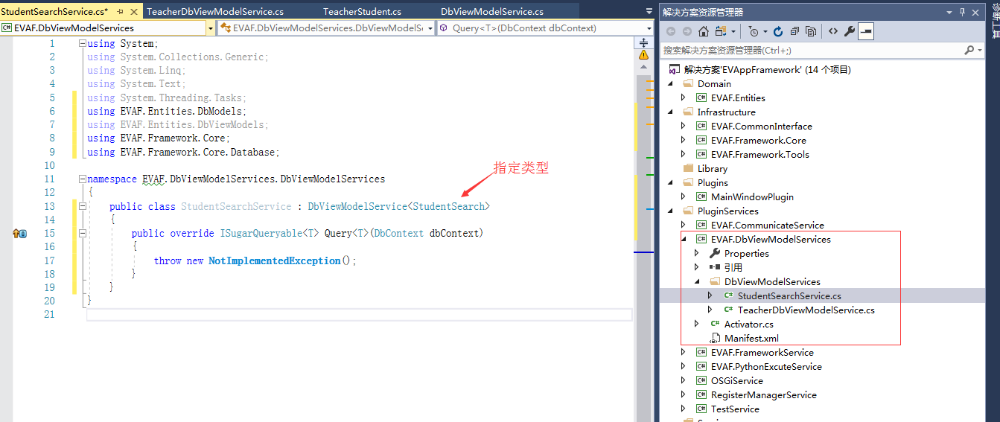 StudentSearchService.cs* TeacherDbViewModelService.cs TeacherStudent.cs DbViewModelService.cs
EVAF.DbViewModelServices EVAF.DbViewModelServices.DbViewModelS Query<T>(DbContext dbContext)
1 using System;
2 using System.Collections.Generic;
3 using System.Linq;
4 using System.Text;
5 using System.Threading.Tasks;
6 using EVAF.Entities.DbModels;
7 using EVAF.Entities.DbViewModels;
8 using EVAF.Framework.Core;
9 using EVAF.Framework.Core.Database;
10
指定类型
11 namespace EVAF.DbViewModelServices.DbViewModelServices
12 {
13 public class StudentSearchService : DbViewModelService<StudentSearch>
14 {
15 public override ISugarQueryable<T> Query<T>(DbContext dbContext)
16 {
17 throw new NotImplementedException();
18 }
19 }
20 }
21
解决方案资源管理器
搜索解决方案资源管理器(Ctrl+;)
解决方案'EVAppFramework' (14 个项目)
Domain
EVAF.Entities
Infrastructure
EVAF.CommonInterface
EVAF.Framework.Core
EVAF.Framework.Tools
Library
Plugins
MainWindowPlugin
PluginServices
EVAF.CommunicateService
EVAF.DbViewModelServices
Properties
引用
DbViewModelServices
StudentSearchService.cs
TeacherDbViewModelService.cs
Activator.cs
Manifest.xml
EVAF.FrameworkService
EVAF.PythonExcuteService
OSGiService
RegisterManagerService
TestService
诊断工具